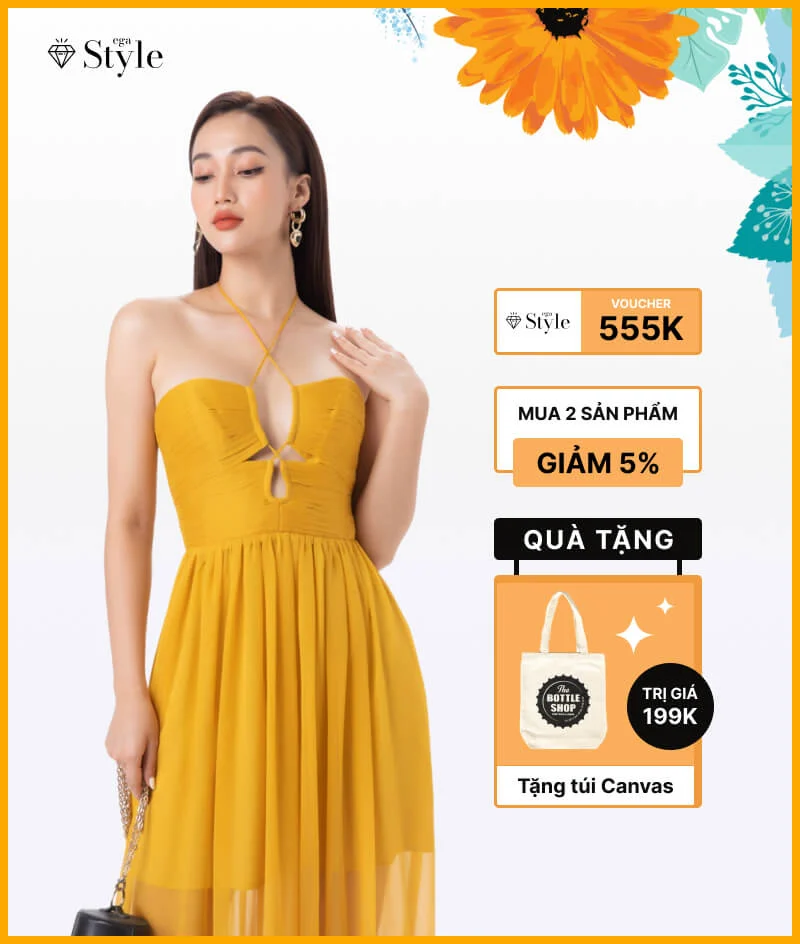 ega
Style
ega
Style
VOUCHER
555K
MUA 2 SẢN PHẨM
GIẢM 5%
QUÀ TẶNG
The
BOTTLE
SHOP
TRỊ GIÁ
199K
Tặng túi Canvas